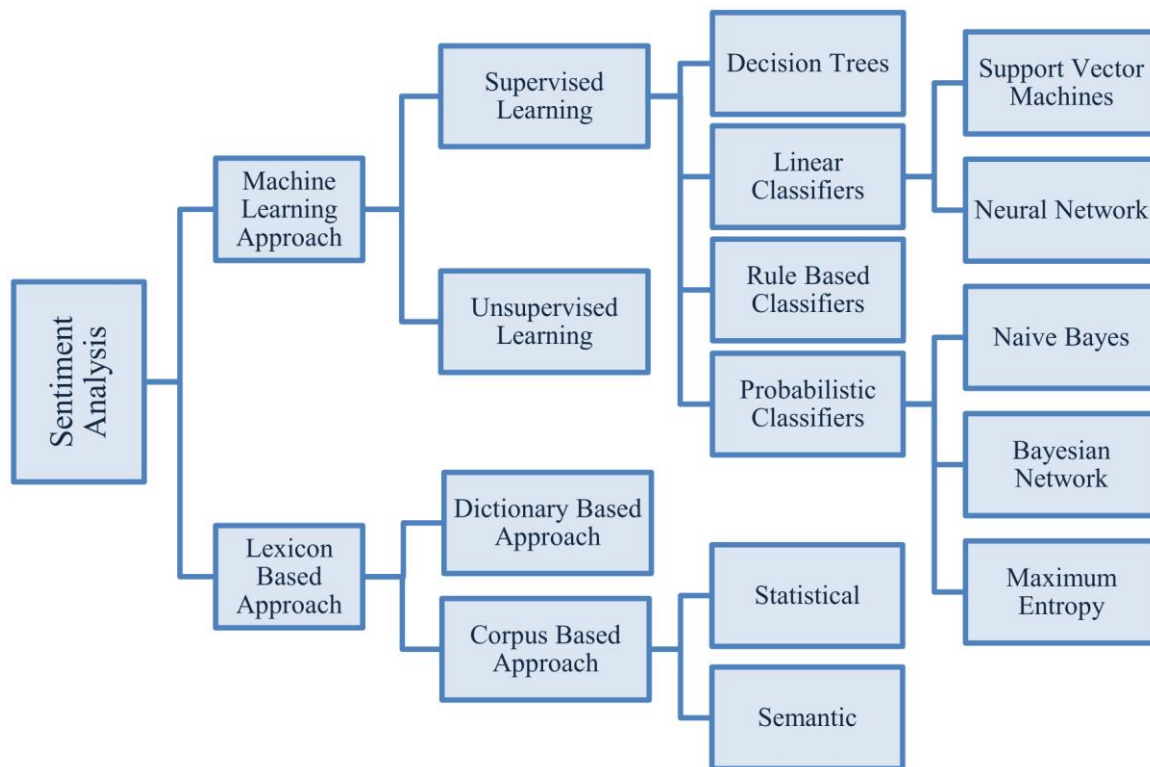 Sentiment
Analysis
Machine
Learning
Approach
Lexicon
Based
Approach
Supervised
Learning
Unsupervised
Learning
Dictionary Based
Approach
Corpus Based
Approach
Decision Trees
Linear
Classifiers
Rule Based
Classifiers
Probabilistic
Classifiers
Statistical
Semantic
Support Vector
Machines
Neural Network
Naive Bayes
Bayesian
Network
Maximum
Entropy